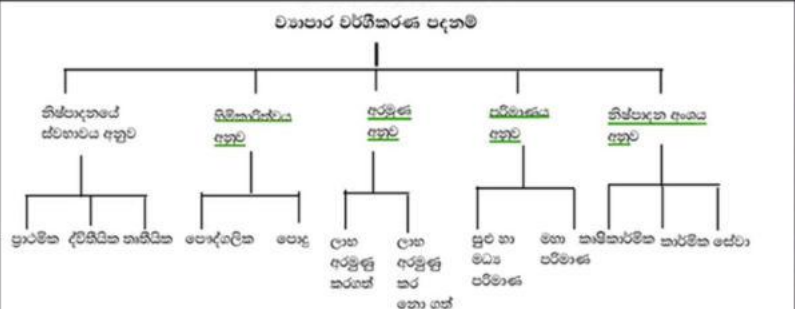 ව්‍යාපාර වර්ගීකරණ පදනම්
නිෂ්පාදනයේ
ස්වභාවය අනුව
හිමිකාරිත්වය
අනුව
අරමුණ
අනුව
පරිමාණය
අනුව
නිෂ්පාදන අංශය
අනුව
ප්‍රාථමික ද්විතීයික තෘතීයික
පෞද්ගලික පොදු
ලාභ
අරමුණු
කරගත්
ලාභ
අරමුණු
කර
නො ගත්
සුළු හා
මධ්‍ය
පරිමාණ
මහා
පරිමාණ
කෘෂිකාර්මික කාර්මික සේවා